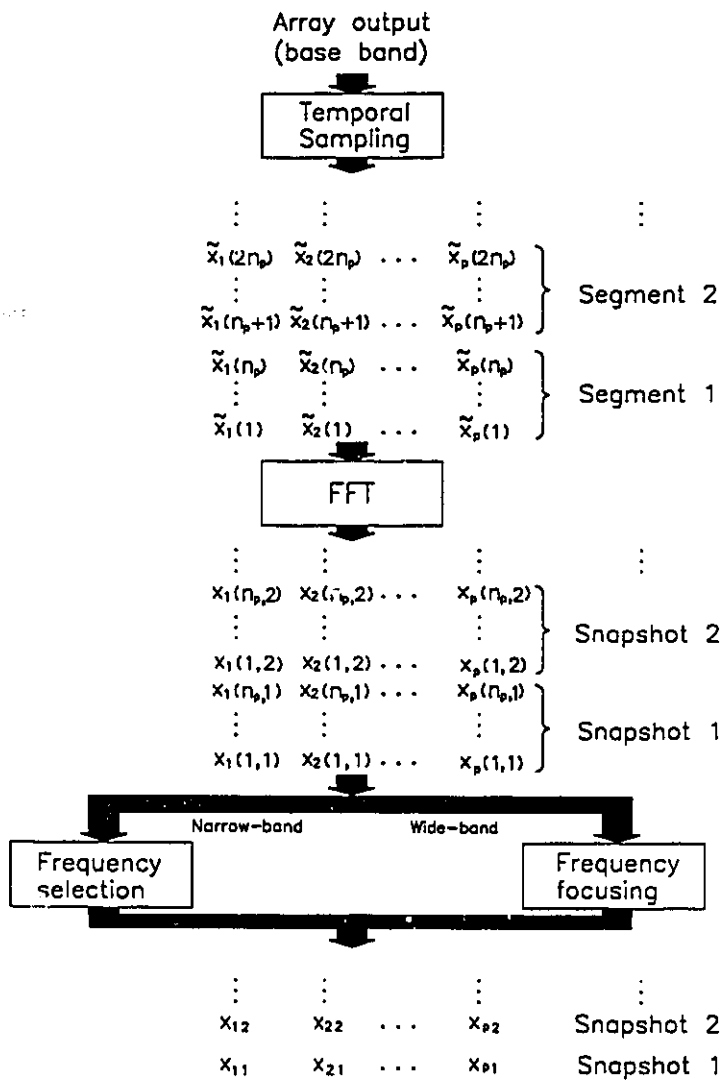 Array output
(base band)
Temporal
Sampling
⋮ ⋮ ⋮ ⋮
x̃₁(2nₚ) x̃₂(2nₚ) ... x̃ₚ(2nₚ)
⋮ ⋮ ⋮ Segment 2
x̃₁(nₚ+1) x̃₂(nₚ+1) ... x̃ₚ(nₚ+1)
x̃₁(nₚ) x̃₂(nₚ) ... x̃ₚ(nₚ)
⋮ ⋮ ⋮ Segment 1
x̃₁(1) x̃₂(1) ... x̃ₚ(1)
FFT
⋮ ⋮ ⋮ ⋮
x₁(nₚ,2) x₂(nₚ,2) ... xₚ(nₚ,2)
⋮ ⋮ ⋮ Snapshot 2
x₁(1,2) x₂(1,2) ... xₚ(1,2)
x₁(nₚ,1) x₂(nₚ,1) ... xₚ(nₚ,1)
⋮ ⋮ ⋮ Snapshot 1
x₁(1,1) x₂(1,1) ... xₚ(1,1)
Narrow-band Wide-band
Frequency
selection
Frequency
focusing
⋮ ⋮ ⋮ ⋮
x₁₂ x₂₂ ... xₚ₂ Snapshot 2
x₁₁ x₂₁ ... xₚ₁ Snapshot 1